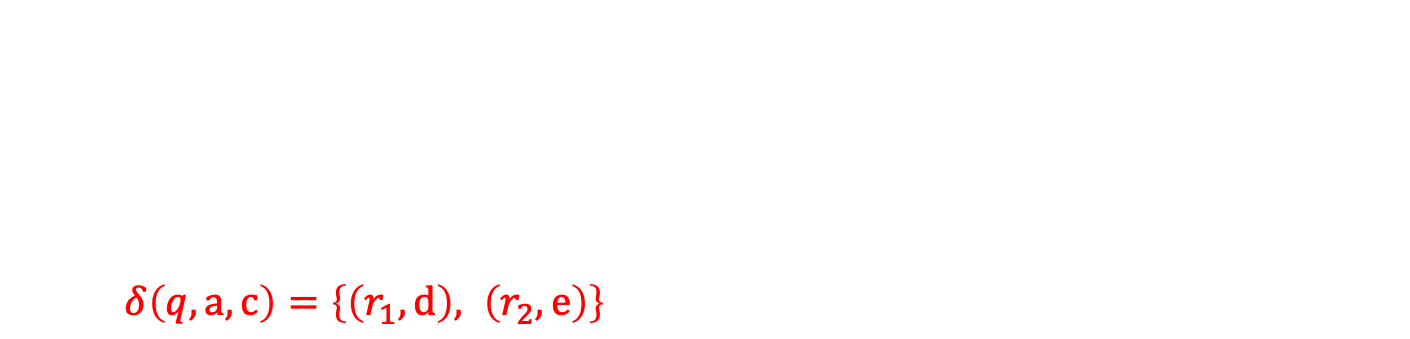 δ(q, a, c) = {(r₁, d), (r₂, e)}